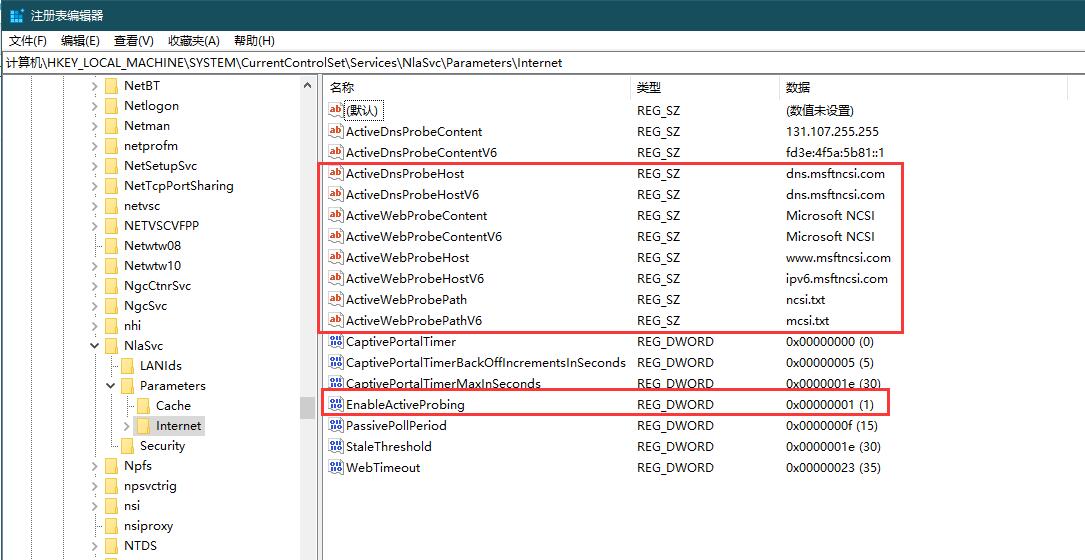 注册表编辑器
文件(F) 编辑(E) 查看(V) 收藏夹(A) 帮助(H)
计算机\HKEY_LOCAL_MACHINE\SYSTEM\CurrentControlSet\Services\NlaSvc\Parameters\Internet
NetBT
Netlogon
Netman
netprofm
NetSetupSvc
NetTcpPortSharing
netvsc
NETVSCVFPP
Netwtw08
Netwtw10
NgcCtnrSvc
NgcSvc
nhi
NlaSvc
LANIds
Parameters
Cache
Internet
Security
Npfs
npsvctrig
nsi
nsiproxy
NTDS
名称 类型 数据
(默认) REG_SZ (数值未设置)
ActiveDnsProbeContent REG_SZ 131.107.255.255
ActiveDnsProbeContentV6 REG_SZ fd3e:4f5a:5b81::1
ActiveDnsProbeHost REG_SZ dns.msftncsi.com
ActiveDnsProbeHostV6 REG_SZ dns.msftncsi.com
ActiveWebProbeContent REG_SZ Microsoft NCSI
ActiveWebProbeContentV6 REG_SZ Microsoft NCSI
ActiveWebProbeHost REG_SZ www.msftncsi.com
ActiveWebProbeHostV6 REG_SZ ipv6.msftncsi.com
ActiveWebProbePath REG_SZ ncsi.txt
ActiveWebProbePathV6 REG_SZ mcsi.txt
CaptivePortalTimer REG_DWORD 0x00000000 (0)
CaptivePortalTimerBackOffIncrementsInSeconds REG_DWORD 0x00000005 (5)
CaptivePortalTimerMaxInSeconds REG_DWORD 0x0000001e (30)
EnableActiveProbing REG_DWORD 0x00000001 (1)
PassivePollPeriod REG_DWORD 0x0000000f (15)
StaleThreshold REG_DWORD 0x0000001e (30)
WebTimeout REG_DWORD 0x00000023 (35)